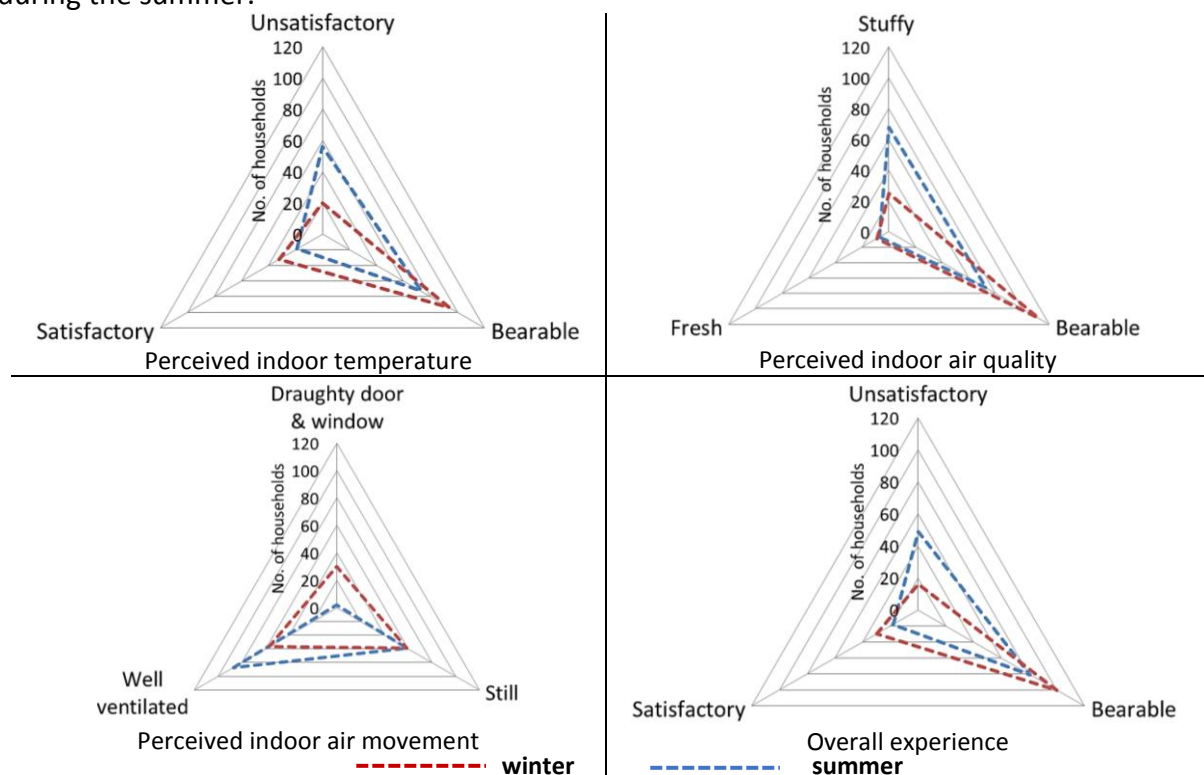 during the summer.
Unsatisfactory
120
100
80
60
40
20
0
No. of households
Satisfactory
Bearable
Perceived indoor temperature
Stuffy
120
100
80
60
40
20
0
No. of households
Fresh
Bearable
Perceived indoor air quality
Draughty door
& window
120
100
80
60
40
20
0
No. of households
Well
ventilated
Still
Perceived indoor air movement
Unsatisfactory
120
100
80
60
40
20
0
No. of households
Satisfactory
Bearable
Overall experience
winter
summer